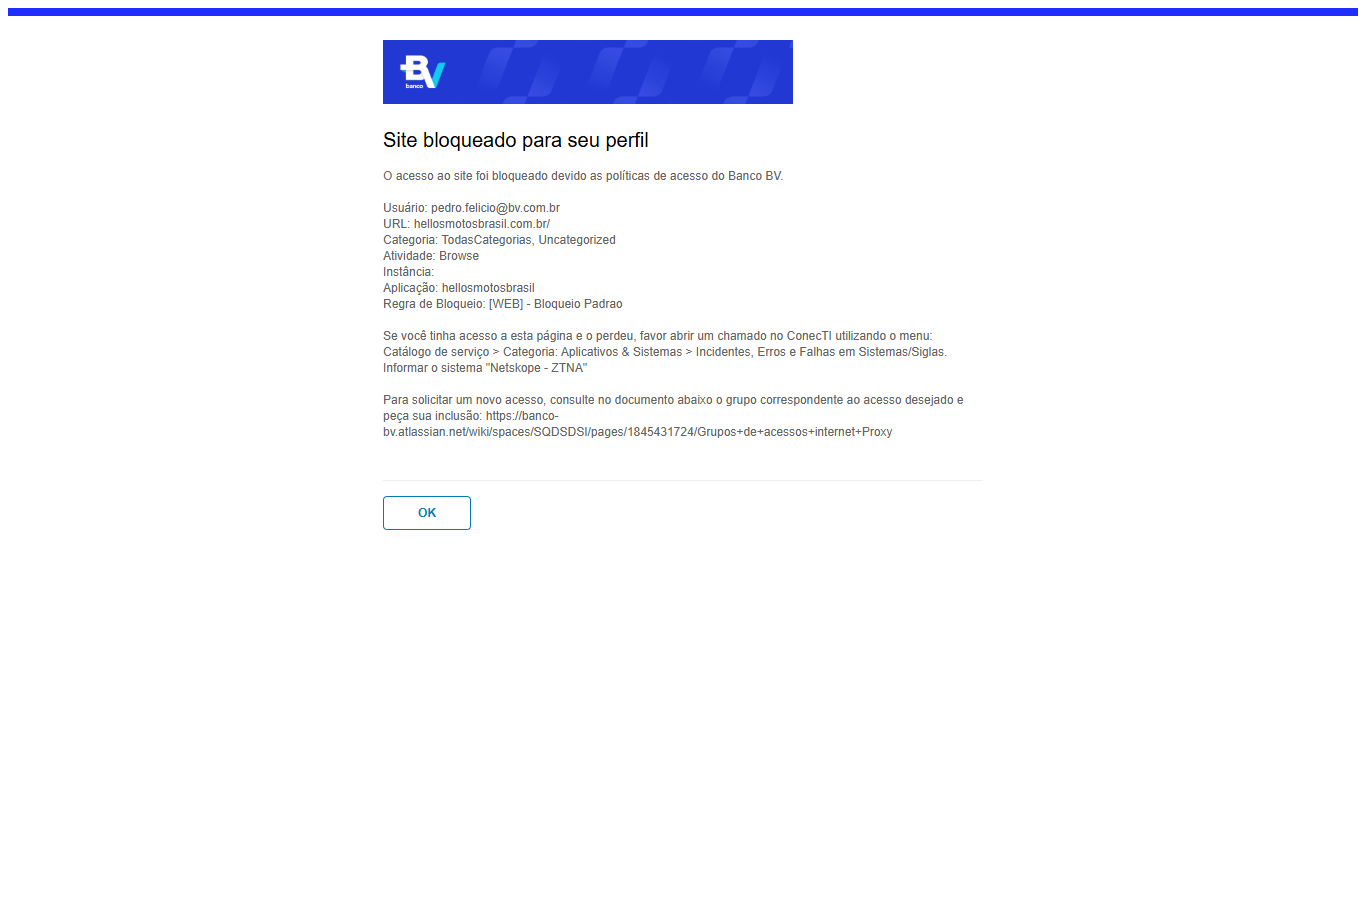 BV
banco
Site bloqueado para seu perfil
O acesso ao site foi bloqueado devido as políticas de acesso do Banco BV.
Usuário: pedro.felicio@bv.com.br
URL: hellosmotosbrasil.com.br/
Categoria: TodasCategorias, Uncategorized
Atividade: Browse
Instância:
Aplicação: hellosmotosbrasil
Regra de Bloqueio: [WEB] - Bloqueio Padrao
Se você tinha acesso a esta página e o perdeu, favor abrir um chamado no ConecTI utilizando o menu:
Catálogo de serviço > Categoria: Aplicativos & Sistemas > Incidentes, Erros e Falhas em Sistemas/Siglas.
Informar o sistema "Netskope - ZTNA"
Para solicitar um novo acesso, consulte no documento abaixo o grupo correspondente ao acesso desejado e
peça sua inclusão: https://banco-
bv.atlassian.net/wiki/spaces/SQDSDSI/pages/1845431724/Grupos+de+acessos+internet+Proxy
OK